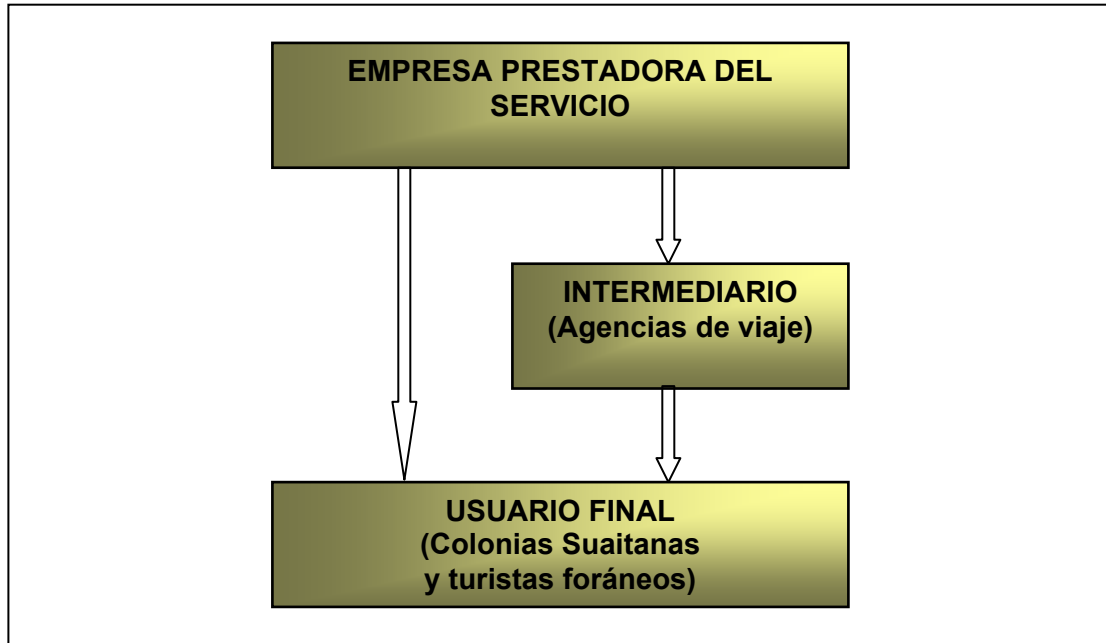 EMPRESA PRESTADORA DEL
SERVICIO
INTERMEDIARIO
(Agencias de viaje)
USUARIO FINAL
(Colonias Suaitanas
y turistas foráneos)